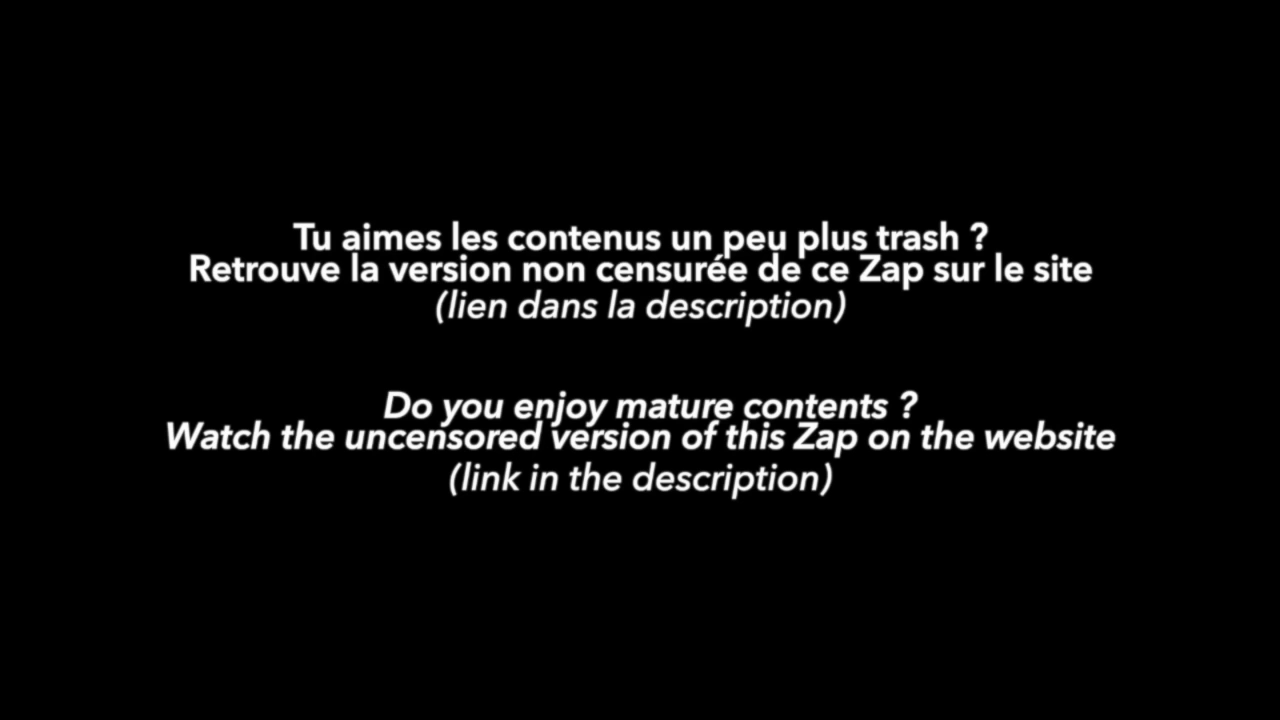 Tu aimes les contenus un peu plus trash ?
Retrouve la version non censurée de ce Zap sur le site
(lien dans la description)
Do you enjoy mature contents ?
Watch the uncensored version of this Zap on the website
(link in the description)